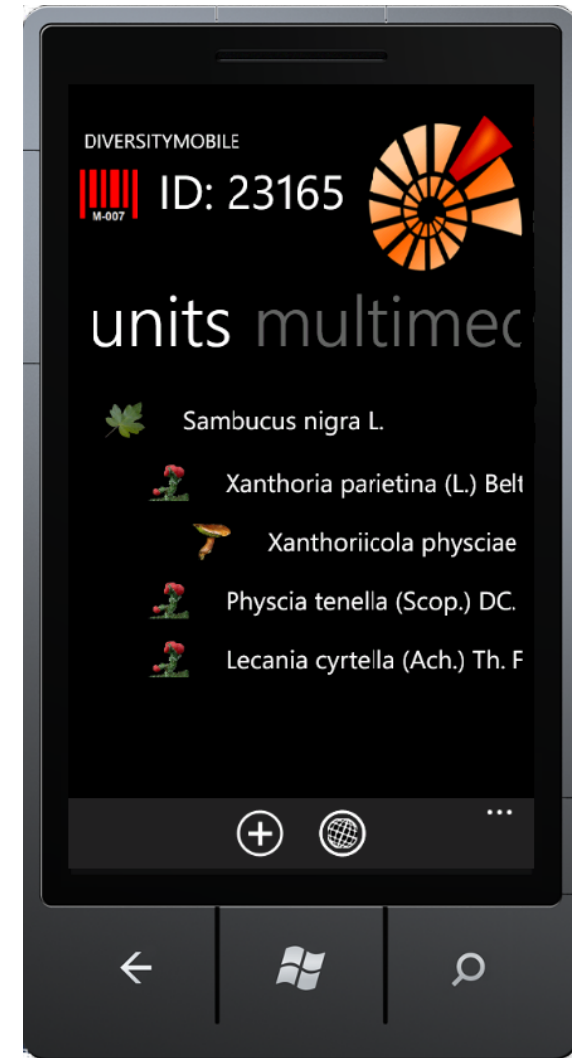 DIVERSITYMOBILE
M-007
ID: 23165
units multimec
Sambucus nigra L.
Xanthoria parietina (L.) Belt
Xanthoriicola physciae
Physcia tenella (Scop.) DC.
Lecania cyrtella (Ach.) Th. F